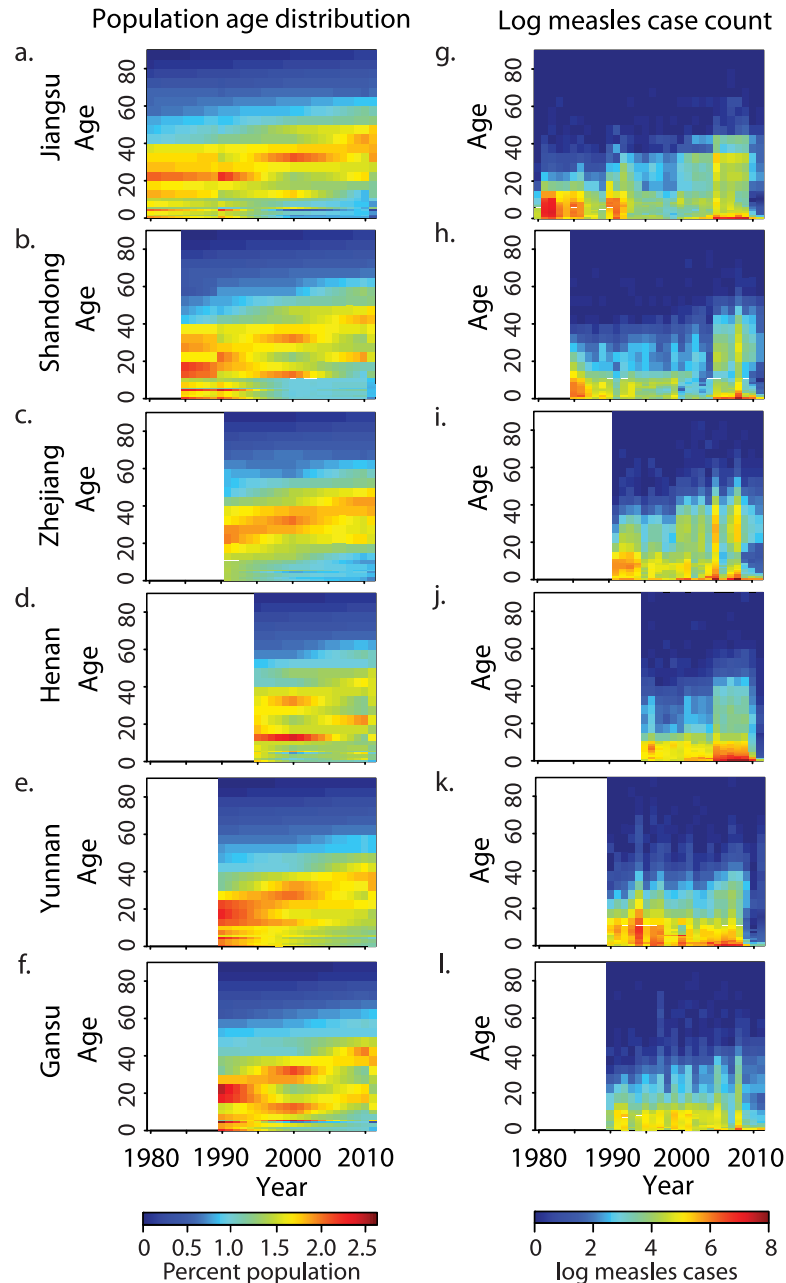 Population age distribution
Log measles case count
a.
Jiangsu
Age
0 20 40 60 80
g.
Age
0 20 40 60 80
b.
Shandong
Age
0 20 40 60 80
h.
Age
0 20 40 60 80
c.
Zhejiang
Age
0 20 40 60 80
i.
Age
0 20 40 60 80
d.
Henan
Age
0 20 40 60 80
j.
Age
0 20 40 60 80
e.
Yunnan
Age
0 20 40 60 80
k.
Age
0 20 40 60 80
f.
Gansu
Age
0 20 40 60 80
l.
Age
0 20 40 60 80
1980 1990 2000 2010
Year
1980 1990 2000 2010
Year
0 0.5 1.0 1.5 2.0 2.5
Percent population
0 2 4 6 8
log measles cases